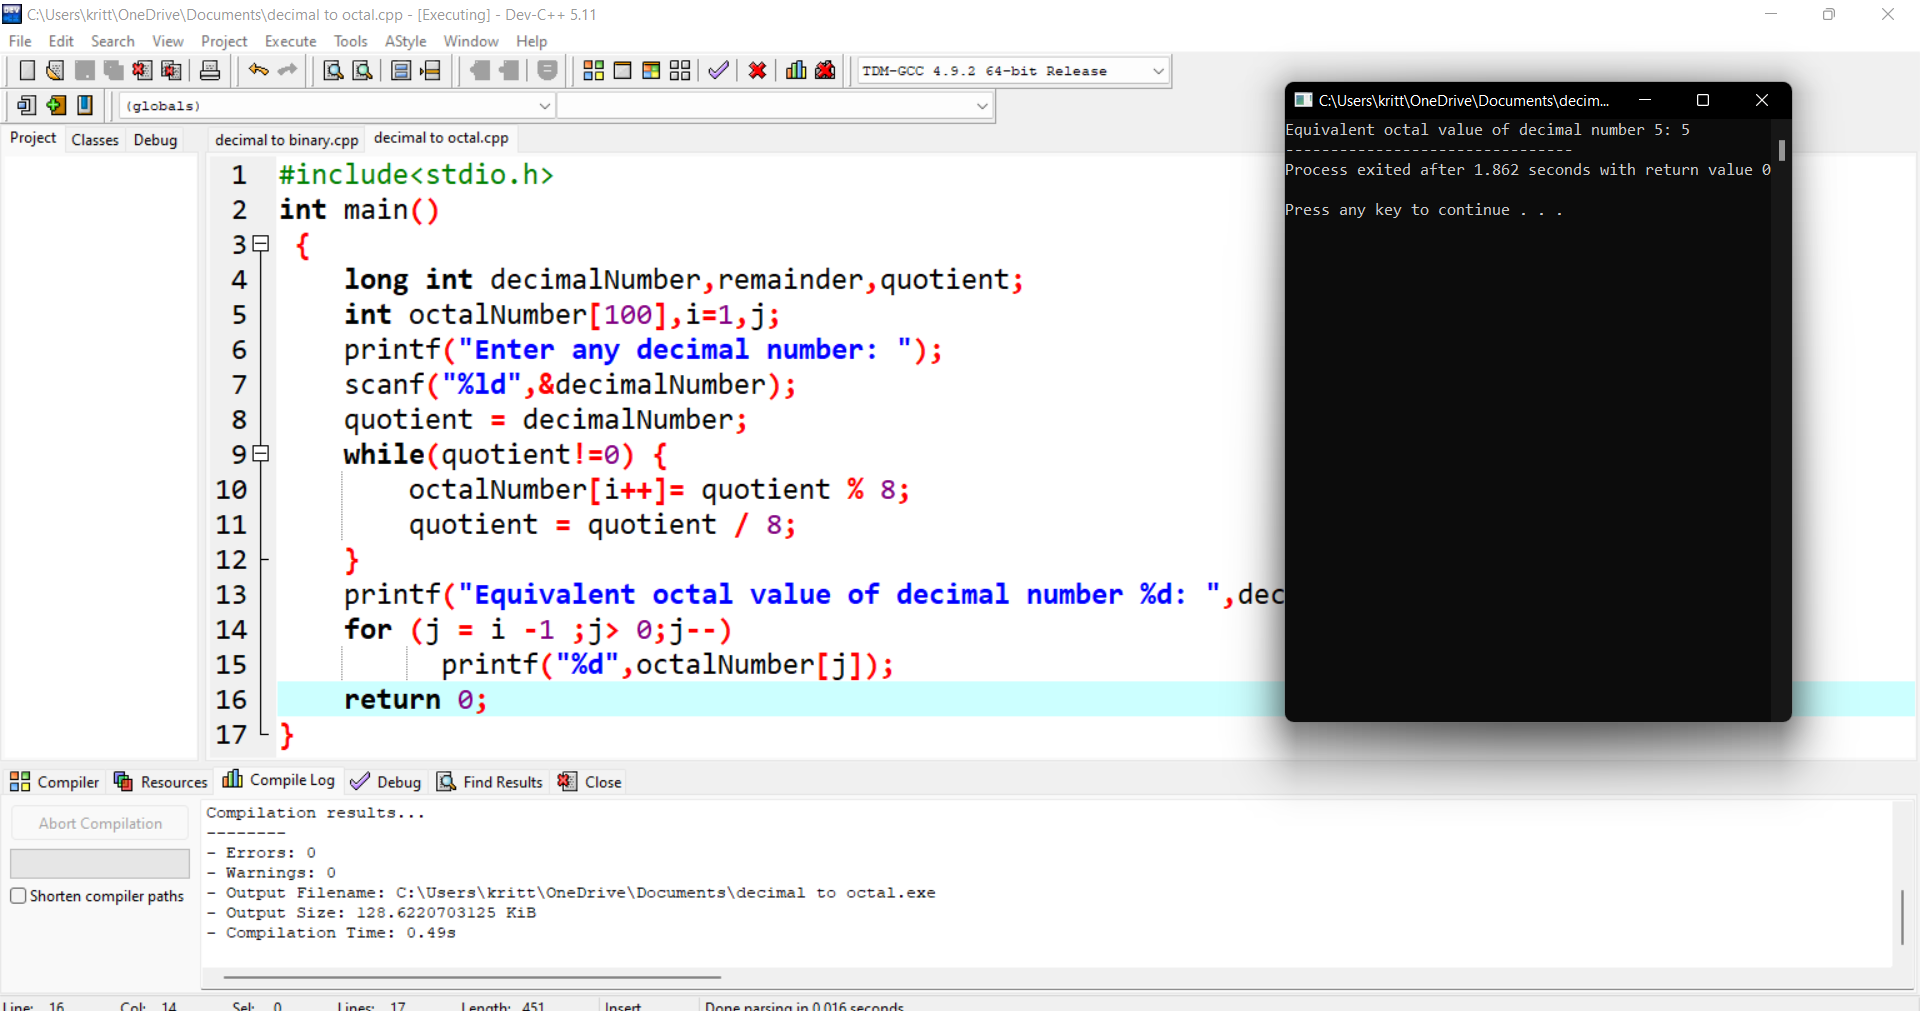 C:\Users\kritt\OneDrive\Documents\decimal to octal.cpp - [Executing] - Dev-C++ 5.11
File Edit Search View Project Execute Tools AStyle Window Help
TDM-GCC 4.9.2 64-bit Release
(globals)
Project Classes Debug
decimal to binary.cpp decimal to octal.cpp
1 #include<stdio.h>
2 int main()
3 {
4 long int decimalNumber,remainder,quotient;
5 int octalNumber[100],i=1,j;
6 printf("Enter any decimal number: ");
7 scanf("%ld",&decimalNumber);
8 quotient = decimalNumber;
9 while(quotient!=0) {
10 octalNumber[i++]= quotient % 8;
11 quotient = quotient / 8;
12 }
13 printf("Equivalent octal value of decimal number %d: ",dec
14 for (j = i -1 ;j> 0;j--)
15 printf("%d",octalNumber[j]);
16 return 0;
17 }
C:\Users\kritt\OneDrive\Documents\decim...
Equivalent octal value of decimal number 5: 5
--------------------------------
Process exited after 1.862 seconds with return value 0
Press any key to continue . . .
Compiler Resources Compile Log Debug Find Results Close
Abort Compilation
Shorten compiler paths
Compilation results...
--------
- Errors: 0
- Warnings: 0
- Output Filename: C:\Users\kritt\OneDrive\Documents\decimal to octal.exe
- Output Size: 128.6220703125 KiB
- Compilation Time: 0.49s
Line: 16 Col: 14 Sel: 0 Lines: 17 Length: 451 Insert Done parsing in 0.016 seconds